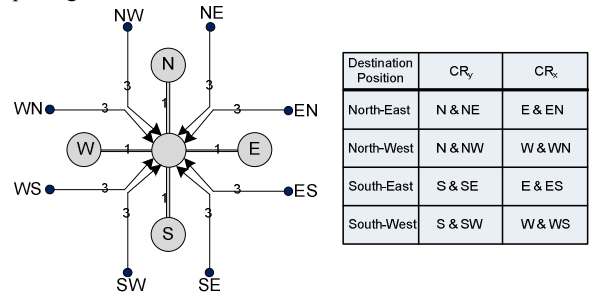 NW NE
3 N 3
WN 3 1 3 EN
W 1 1 E
WS 3 1 3 ES
3 S 3
SW SE
Destination Position CRy CRx
North-East N & NE E & EN
North-West N & NW W & WN
South-East S & SE E & ES
South-West S & SW W & WS